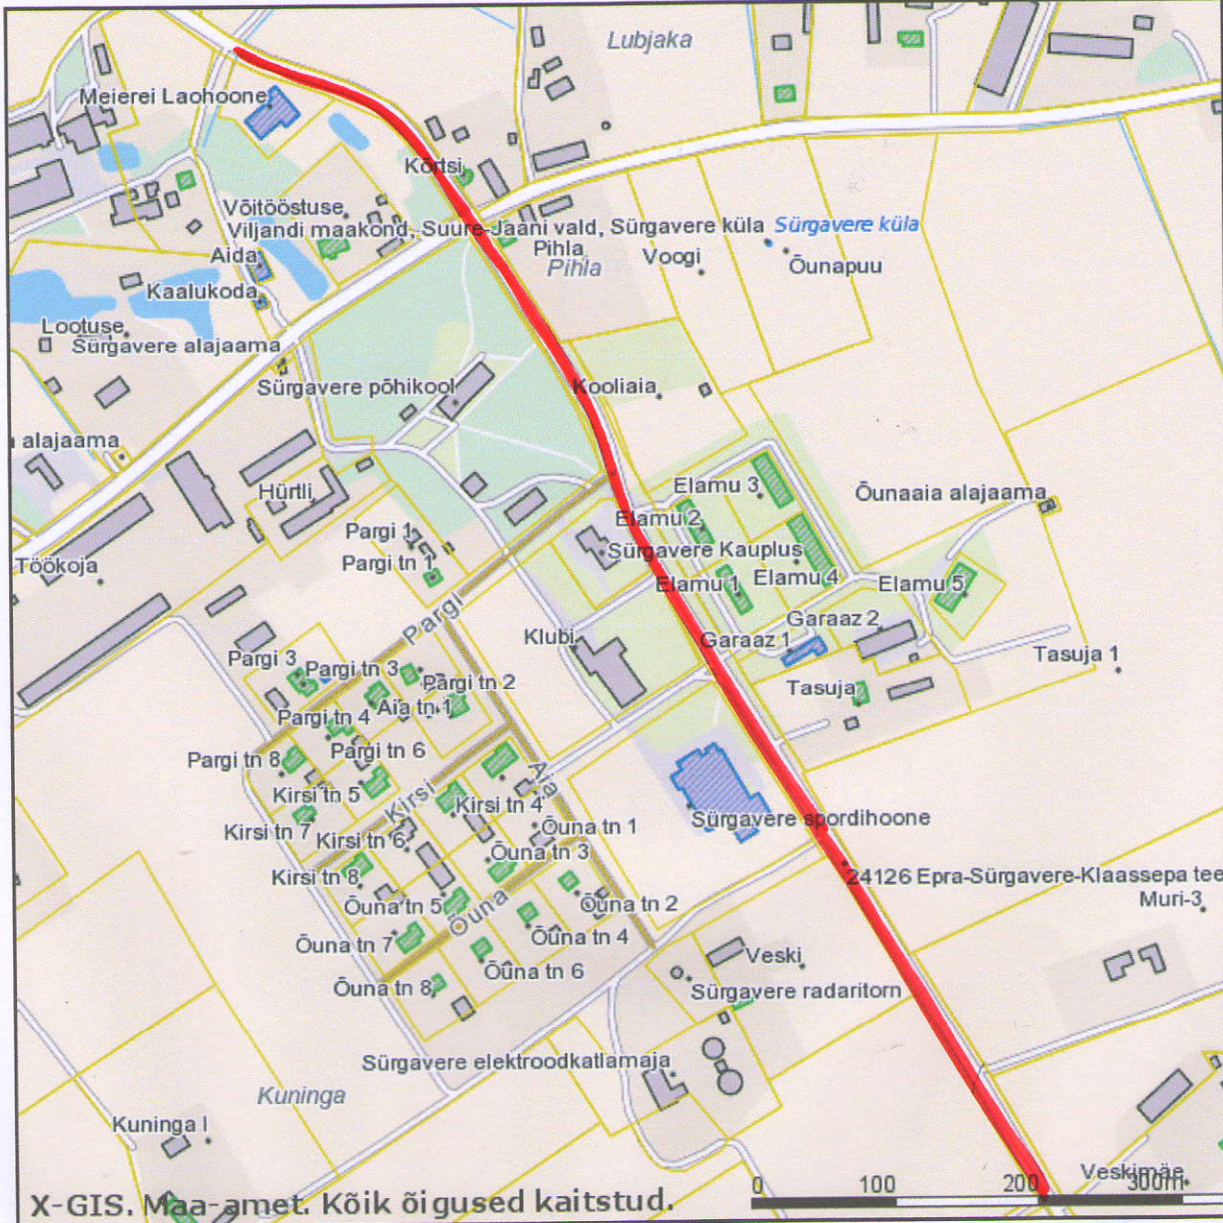 Lubjaka
Meierei Laohoone
Kõrtsi
Võitööstuse
Viljandi maakond, Suure-Jaani vald, Sürgavere küla
Sürgavere küla
Aida
Pihla
Pihla
Voogi
Õunapuu
Kaalukoda
Lootuse
Sürgavere alajaama
Sürgavere põhikool
Kooliaia
alajaama
Hürtli
Elamu 3
Õunaaia alajaama
Elamu 2
Pargi 1
Sürgavere Kauplus
Töökoja
Pargi tn 1
Elamu 1
Elamu 4
Elamu 5
Pargi
Klubi
Garaaz 2
Garaaz 1
Pargi 3
Pargi tn 3
Pargi tn 2
Tasuja 1
Tasuja
Aia tn 1
Pargi tn 4
Pargi tn 6
Pargi tn 8
Aia
Kirsi tn 5
Kirsi
Kirsi tn 4
Sürgavere spordihoone
Kirsi tn 7
Kirsi tn 6
Õuna tn 1
Õuna tn 3
Kirsi tn 8
24126 Epra-Sürgavere-Klaassepa tee
Muri-3
Õuna tn 5
Õuna
Õuna tn 2
Õuna tn 7
Õuna tn 4
Veski
Õuna tn 6
Õuna tn 8
Sürgavere radaritorn
Sürgavere elektroodkatlamaja
Kuninga
Kuninga I
Veskimäe
0 100 200 300m
X-GIS. Maa-amet. Kõik õigused kaitstud.